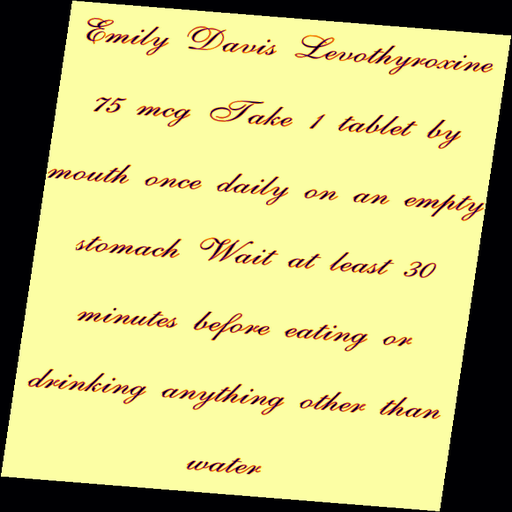 Emily Davis Levothyroxine
75 mcg Take 1 tablet by
mouth once daily on an empty
stomach Wait at least 30
minutes before eating or
drinking anything other than
water